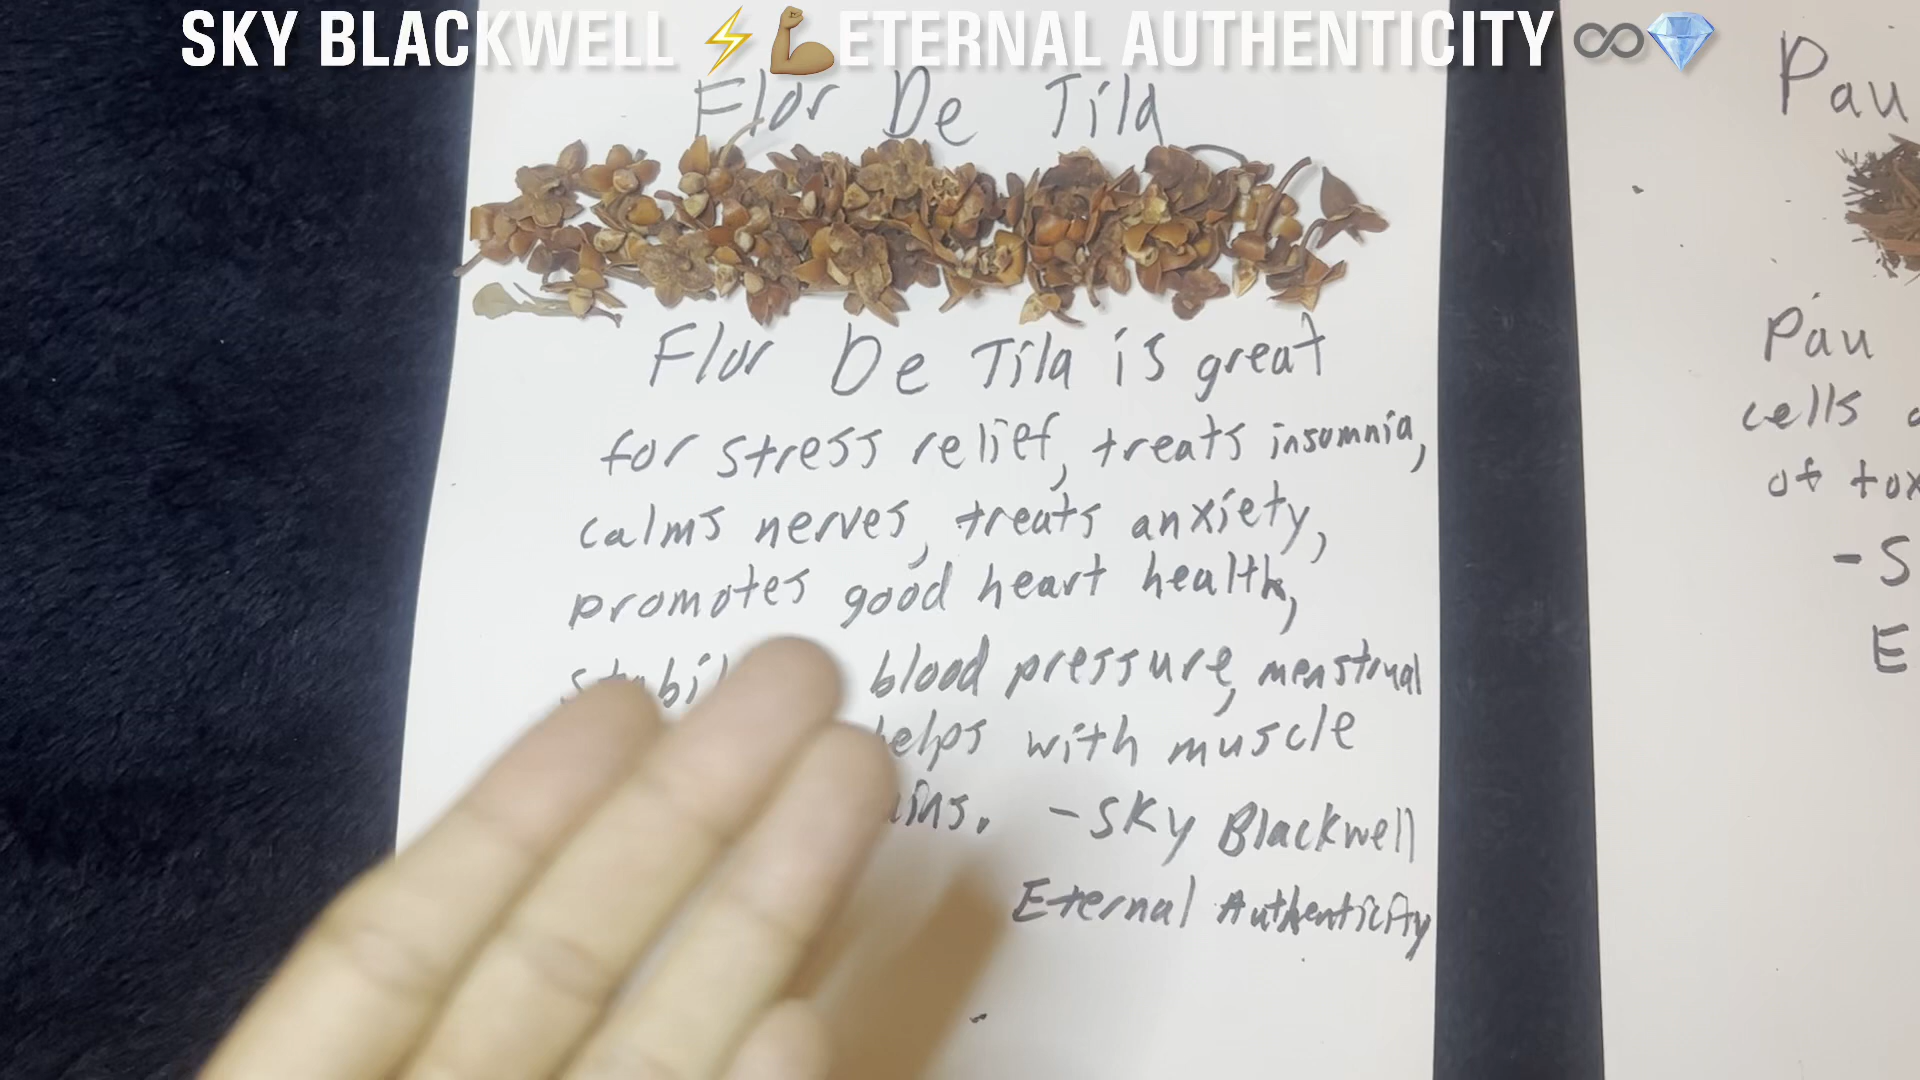 SKY BLACKWELL ⚡💪🏽ETERNAL AUTHENTICITY ♾💎
Flor De Tila
Flor De Tila is great
for stress relief, treats insomnia,
calms nerves, treats anxiety,
promotes good heart health,
blood pressure, menstrual
helps with muscle
-Sky Blackwell
Eternal Authenticity
Pau
Pau
cells
of
-S
E